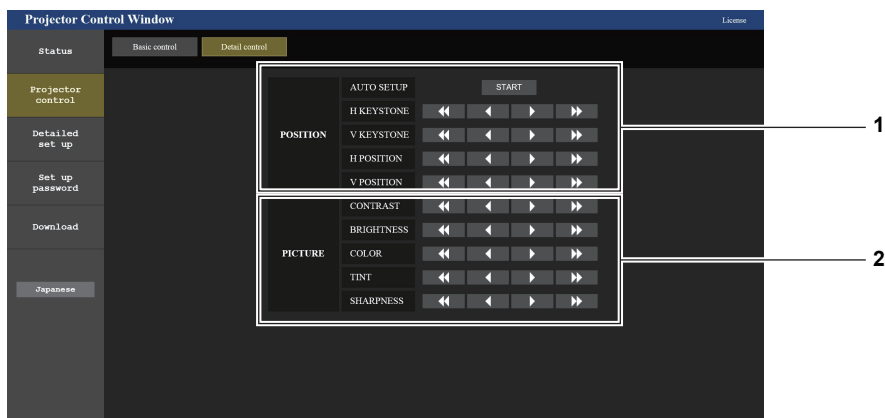 Projector Control Window
License
Status
Basic control
Detail control
Projector
control
Detailed
set up
Set up
password
Download
Japanese
POSITION
AUTO SETUP
START
H KEYSTONE
V KEYSTONE
H POSITION
V POSITION
PICTURE
CONTRAST
BRIGHTNESS
COLOR
TINT
SHARPNESS
1
2